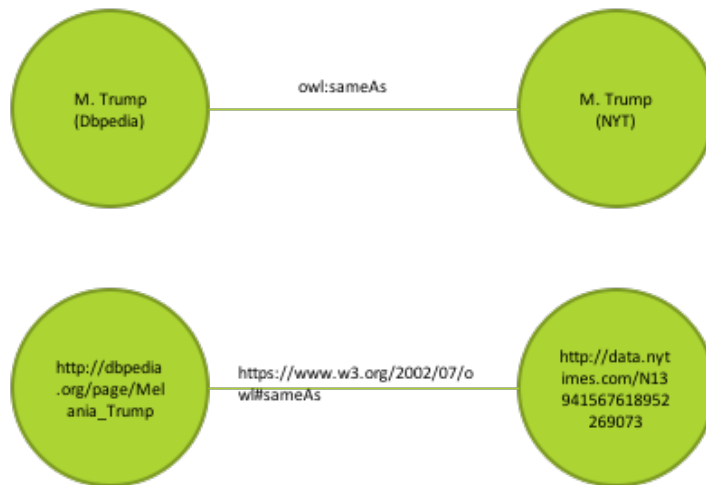 M. Trump
(Dbpedia)
owl:sameAs
M. Trump
(NYT)
http://dbpedia
.org/page/Mel
ania_Trump
https://www.w3.org/2002/07/o
wl#sameAs
http://data.nyt
imes.com/N13
941567618952
269073